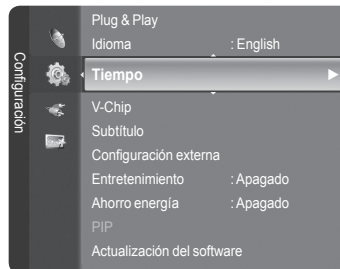 Configuración
Plug & Play
Idioma : English
Tiempo
V-Chip
Subtítulo
Configuración externa
Entretenimiento : Apagado
Ahorro energía : Apagado
PIP
Actualización del software